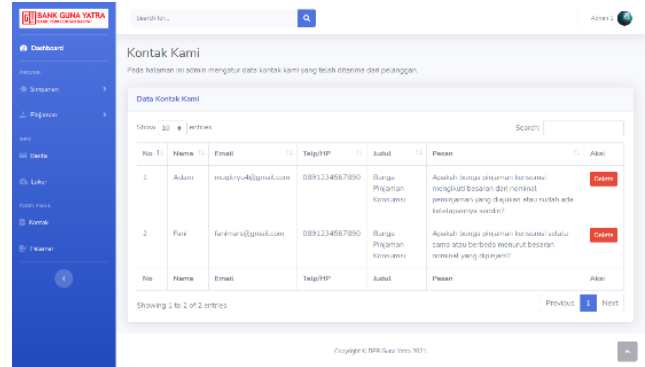 BANK GUNA YATRA
Search for...
Admin 1
Dashboard
PRODUK
Simpanan
Pinjaman
INFO
Berita
Loker
Kontak
Pelamar
Kontak Kami
Pada halaman ini admin mengatur data kontak kami yang telah diterima dari pelanggan.
Data Kontak Kami
Show 10 entries
Search:
No Nama Email Telp/HP Judul Pesan Aksi
1 Adam 0891234567890 Bunga Pinjaman Konsumsi Apakah bunga pinjaman konsumsi
mengikuti besaran dari nominal
peminjaman yang diajukan atau sudah ada
ketetapannya sendiri?
Delete
2 Fani fanimars@gmail.com 0891234567890 Bunga Pinjaman Konsumsi Apakah bunga pinjaman konsumsi selalu
sama atau berbeda menurut besaran
nominal yang dipinjam?
Delete
No Nama Email Telp/HP Judul Pesan Aksi
Showing 1 to 2 of 2 entries
Previous 1 Next
Copyright © BPR Guna Yatra 2021